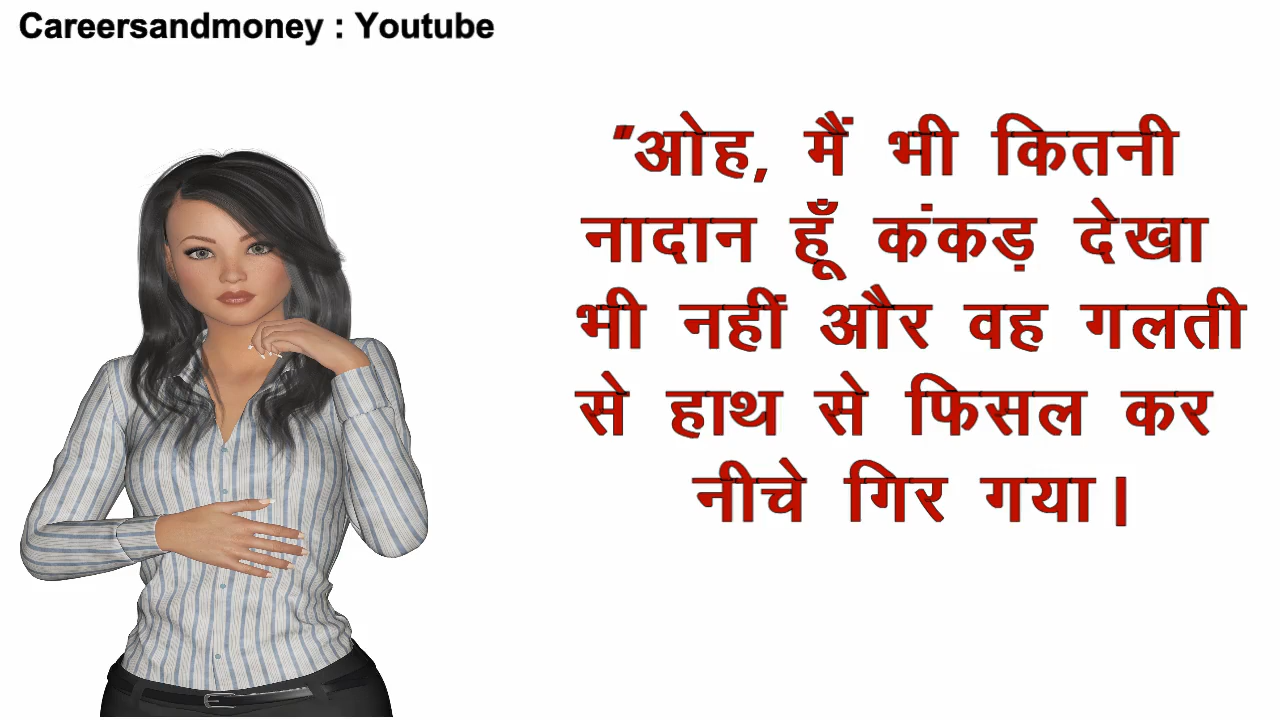 Careersandmoney : Youtube
"ओह, मैं भी कितनी
नादान हूँ कंकड़ देखा
भी नहीं और वह गलती
से हाथ से फिसल कर
नीचे गिर गया।